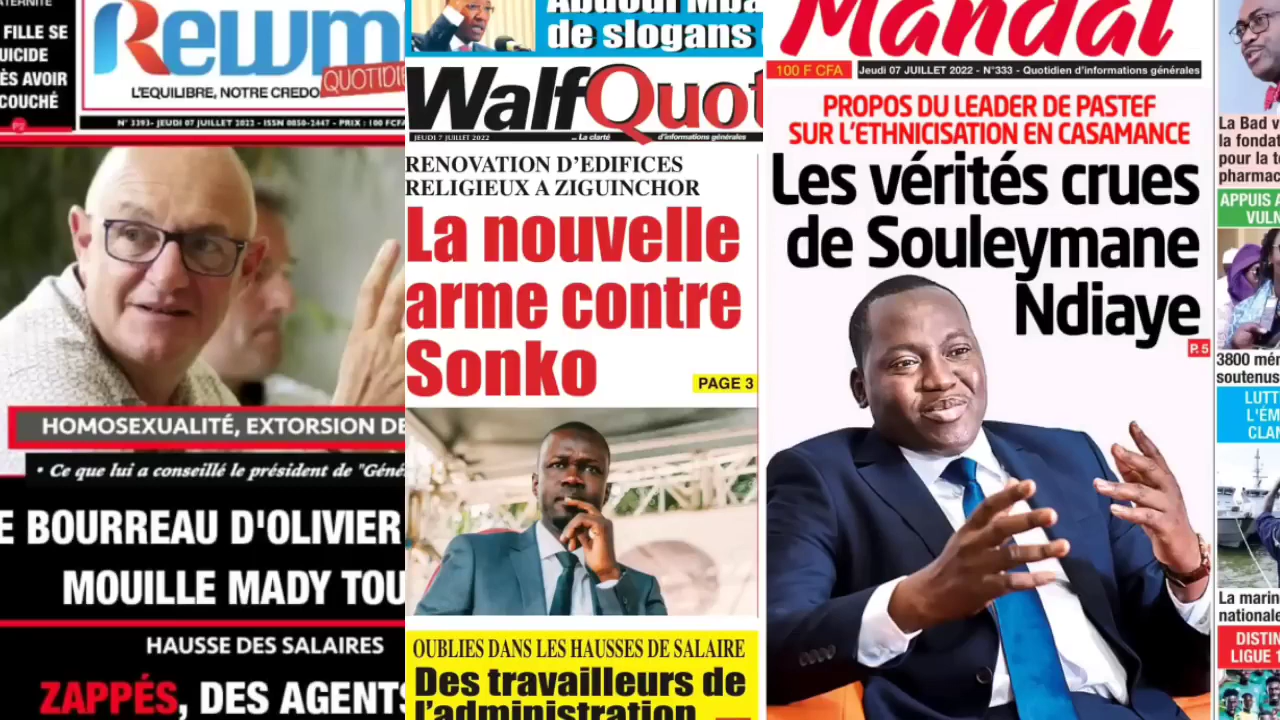 FILLE SE
COUCHÉ
P7
Rewm
QUOTIDIE
L'EQUILIBRE, NOTRE CREDO
N° 3393- JEUDI 07 JUILLET 2022 - ISSN 0850-2447 - PRIX : 100 FCFA
HOMOSEXUALITÉ, EXTORSION DE
• Ce que lui a conseillé le président de "Géné
E BOURREAU D'OLIVIER
MOUILLE MADY TOU
HAUSSE DES SALAIRES
ZAPPÉS, DES AGENTS
Abdoul Mba
de slogans
WalfQuot
JEUDI 7 JUILLET 2022
... La clarté
d'informations générales
RENOVATION D'EDIFICES
RELIGIEUX A ZIGUINCHOR
La nouvelle
arme contre
Sonko
PAGE 3
OUBLIES DANS LES HAUSSES DE SALAIRE
Des travailleurs de
l'administration
Mandat
100 F CFA
Jeudi 07 JUILLET 2022 - N°333 - Quotidien d'informations générales
PROPOS DU LEADER DE PASTEF
SUR L'ETHNICISATION EN CASAMANCE
Les vérités crues
de Souleymane
Ndiaye
P. 5
La Bad v
la fondat
pour la t
pharmac
APPUIS A
VULN
3800 mén
soutenus
LUTT
L'ÉM
CLAN
La marin
nationale
DISTIN
LIGUE 1